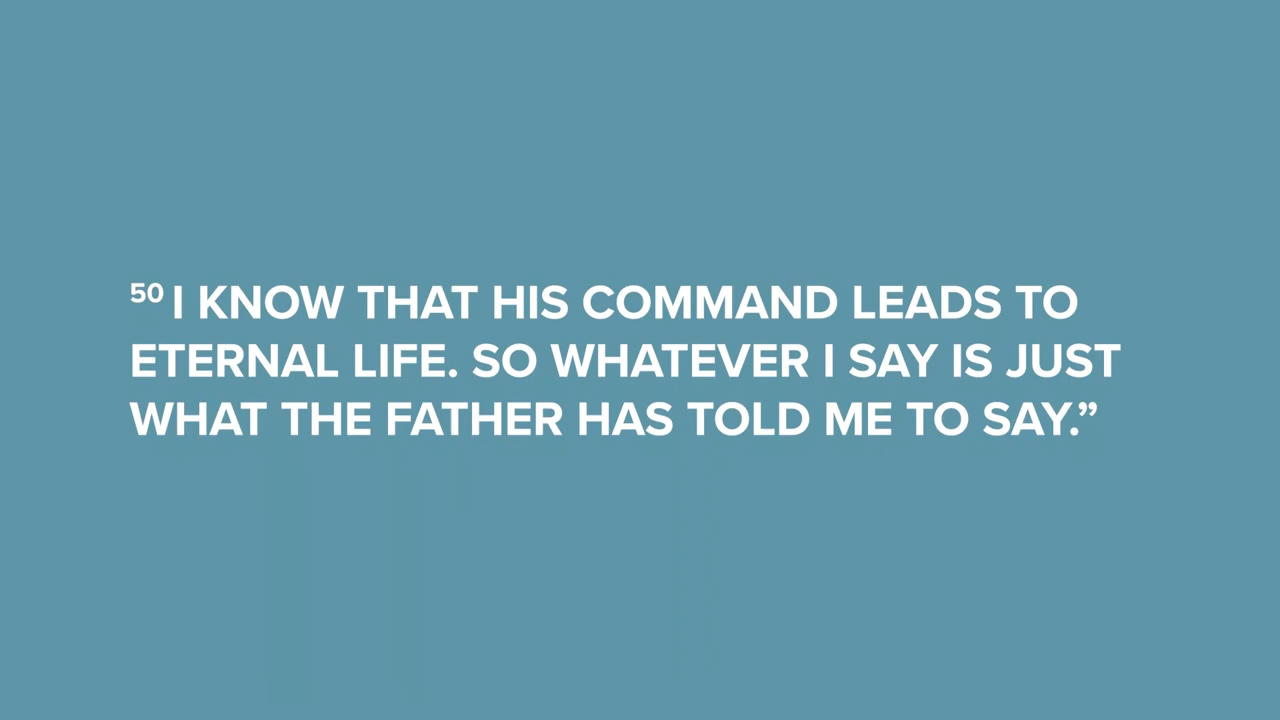 50 I KNOW THAT HIS COMMAND LEADS TO
ETERNAL LIFE. SO WHATEVER I SAY IS JUST
WHAT THE FATHER HAS TOLD ME TO SAY.”